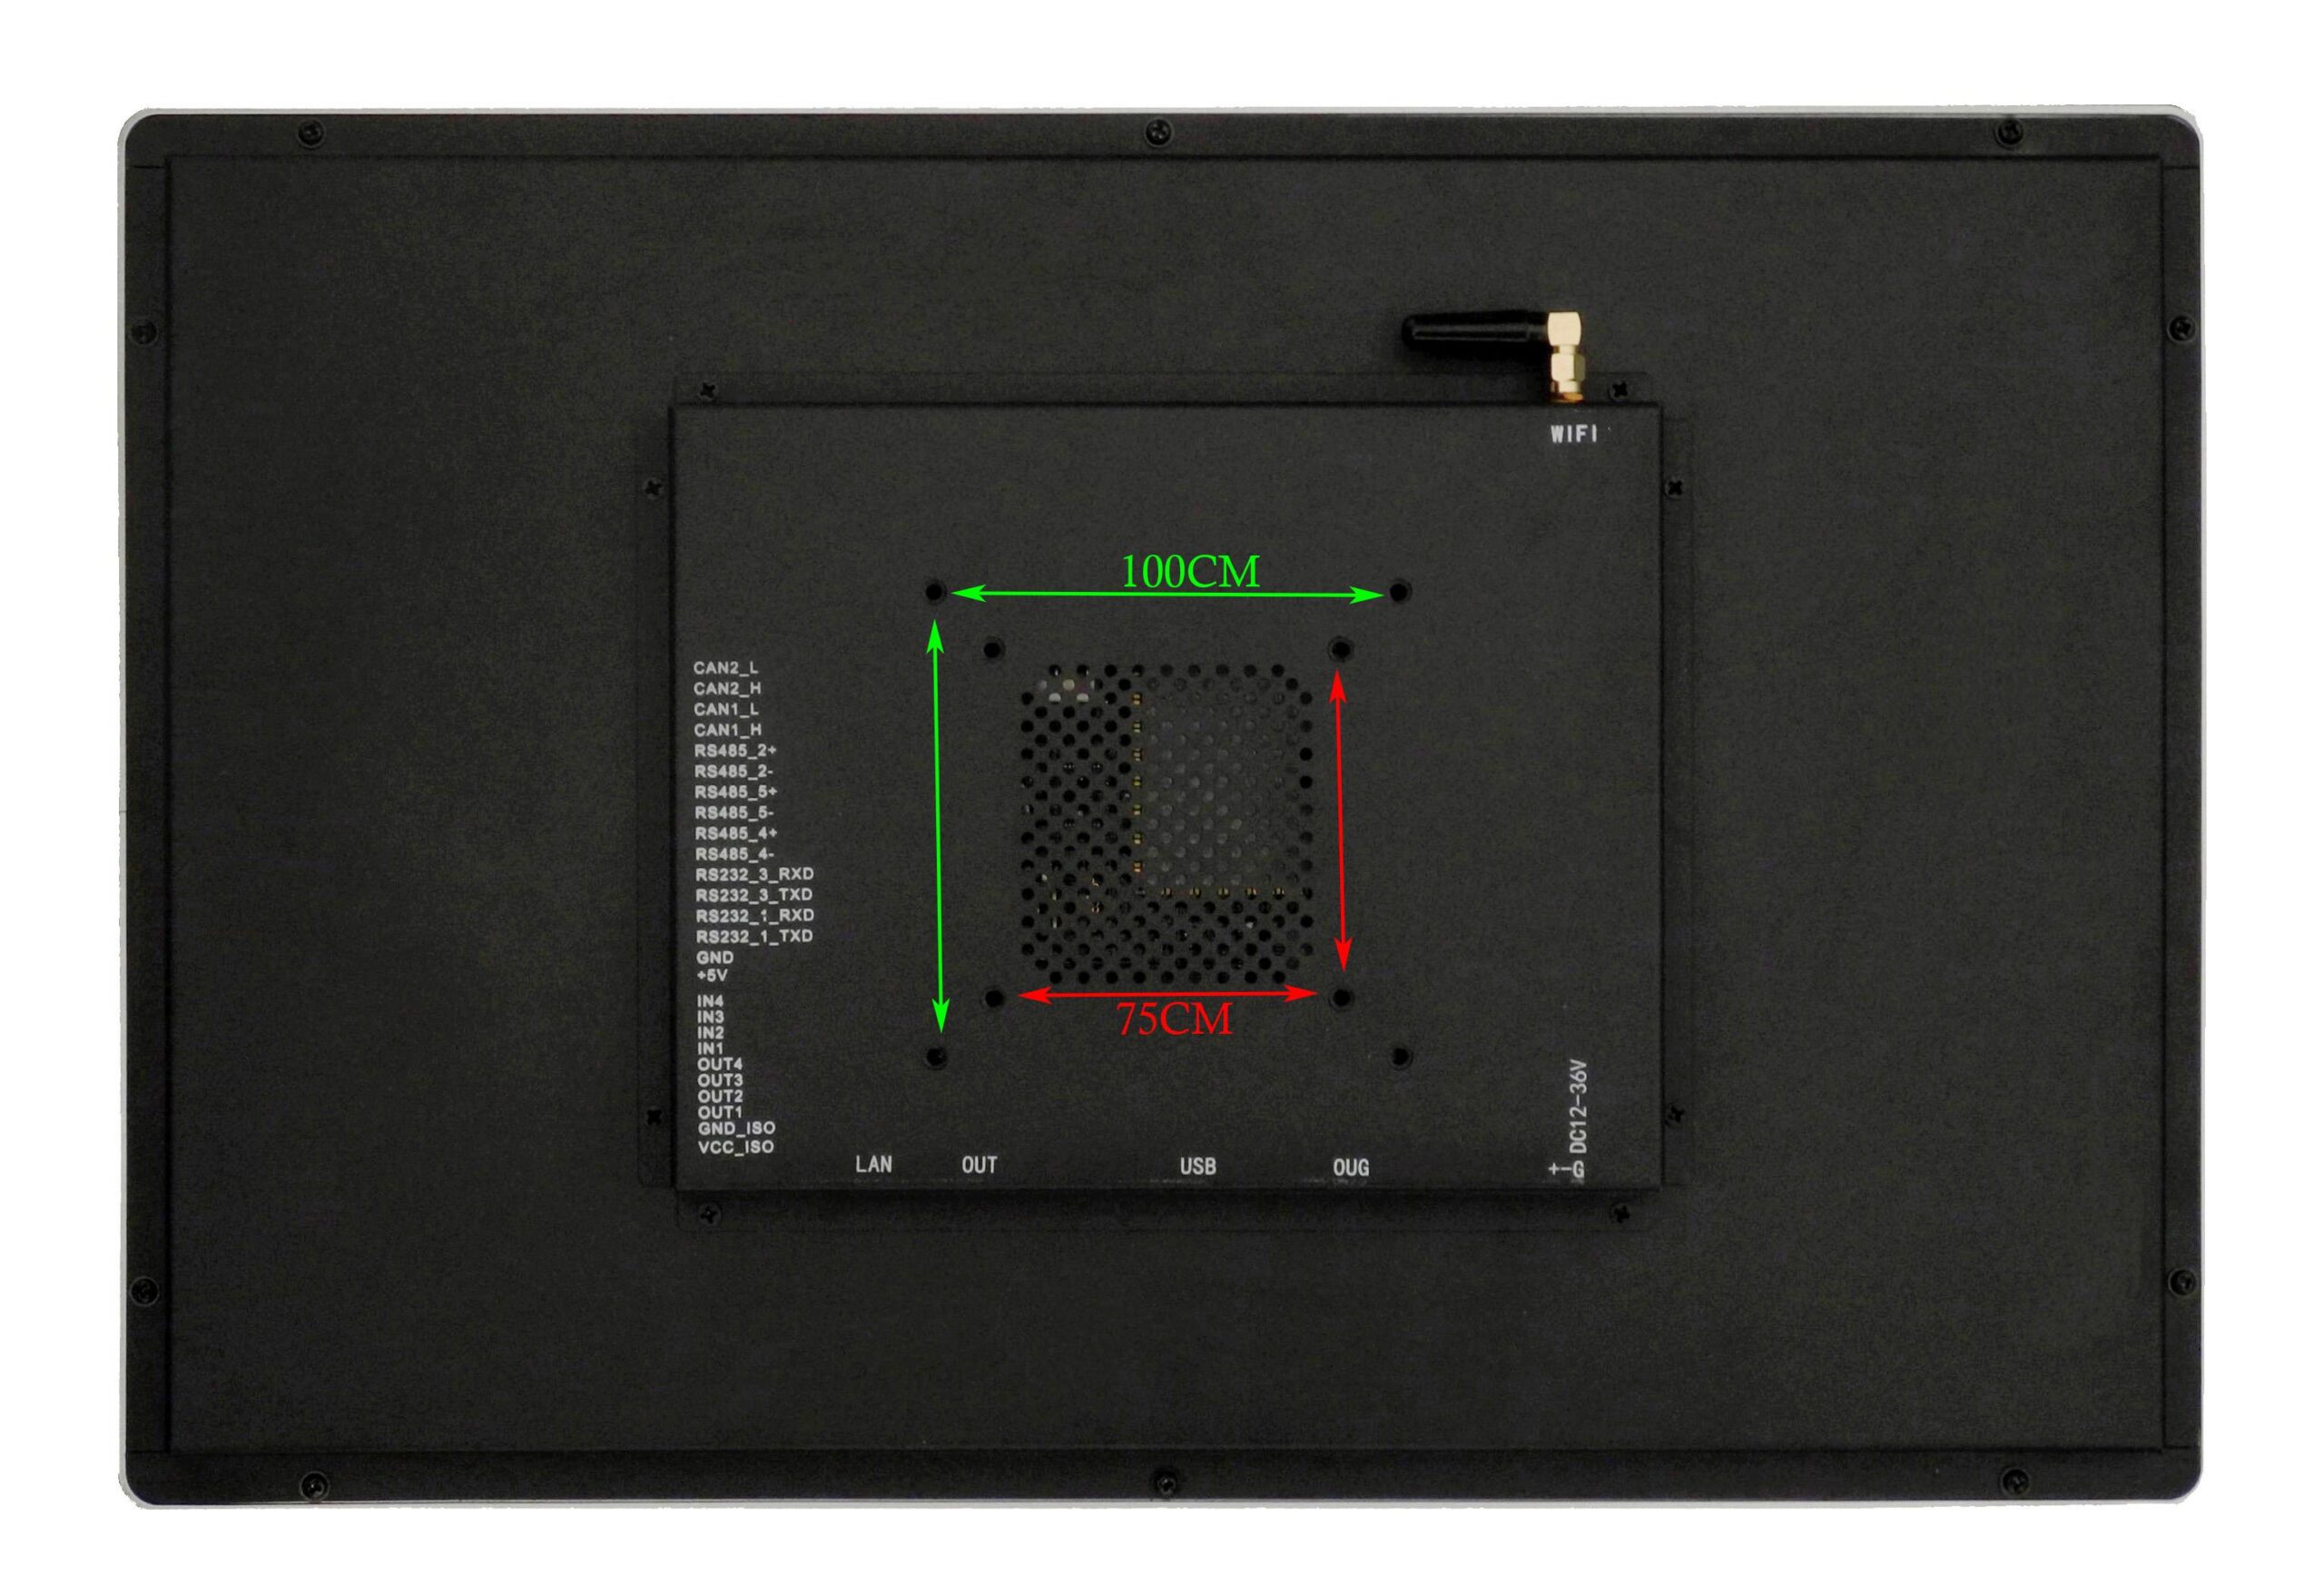 WIFI
100CM
CAN2_L
CAN2_H
CAN1_L
CAN1_H
RS485_2+
RS485_2-
RS485_5+
RS485_5-
RS485_4+
RS485_4-
RS232_3_RXD
RS232_3_TXD
RS232_1_RXD
RS232_1_TXD
GND
+5V
IN4
IN3
IN2
IN1
OUT4
OUT3
OUT2
OUT1
GND_ISO
VCC_ISO
75CM
DC12-36V
LAN OUT USB OUG +-G